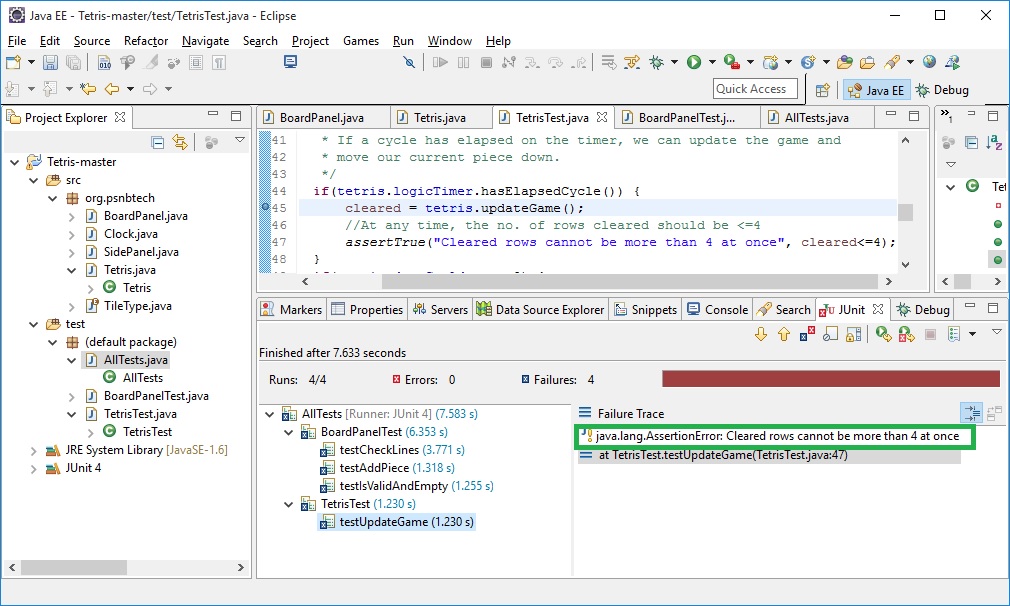 Java EE - Tetris-master/test/TetrisTest.java - Eclipse
File Edit Source Refactor Navigate Search Project Games Run Window Help
Quick Access
Java EE
Debug
Project Explorer
Tetris-master
src
org.psnbtech
BoardPanel.java
Clock.java
SidePanel.java
Tetris.java
Tetris
TileType.java
test
(default package)
AllTests.java
AllTests
BoardPanelTest.java
TetrisTest.java
TetrisTest
JRE System Library [JavaSE-1.6]
JUnit 4
BoardPanel.java Tetris.java TetrisTest.java BoardPanelTest.j... AllTests.java
41 * If a cycle has elapsed on the timer, we can update the game and
42 * move our current piece down.
43 */
44 if(tetris.logicTimer.hasElapsedCycle()) {
45 cleared = tetris.updateGame();
46 //At any time, the no. of rows cleared should be <=4
47 assertTrue("Cleared rows cannot be more than 4 at once", cleared<=4);
48 }
»1
Tet
Markers Properties Servers Data Source Explorer Snippets Console Search JUnit Debug
Finished after 7.633 seconds
Runs: 4/4 Errors: 0 Failures: 4
AllTests [Runner: JUnit 4] (7.583 s)
BoardPanelTest (6.353 s)
testCheckLines (3.771 s)
testAddPiece (1.318 s)
testIsValidAndEmpty (1.255 s)
TetrisTest (1.230 s)
testUpdateGame (1.230 s)
Failure Trace
java.lang.AssertionError: Cleared rows cannot be more than 4 at once
at TetrisTest.testUpdateGame(TetrisTest.java:47)